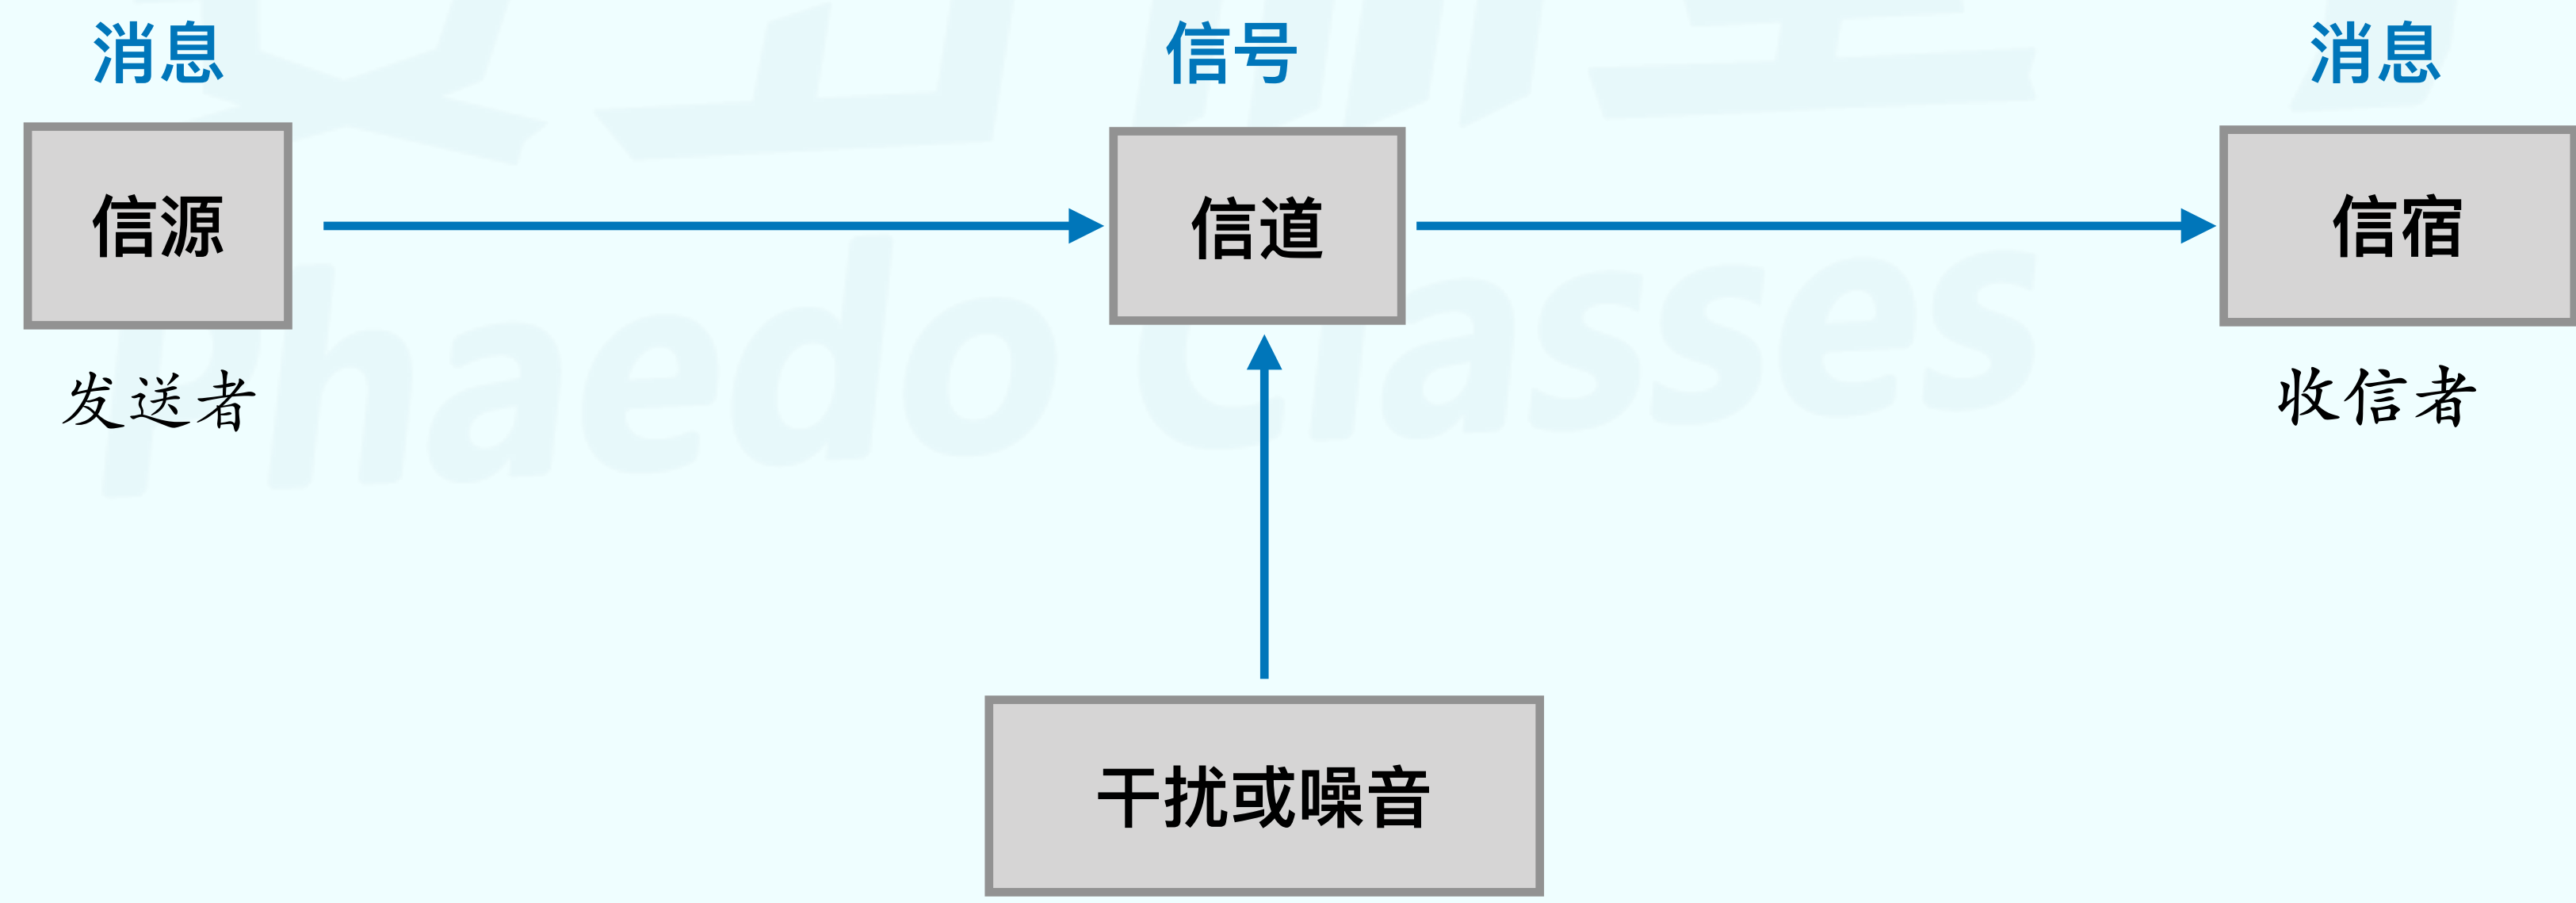 消息 信号 消息
信源 信道 信宿
发送者 收信者
Phaedo Classes
干扰或噪音